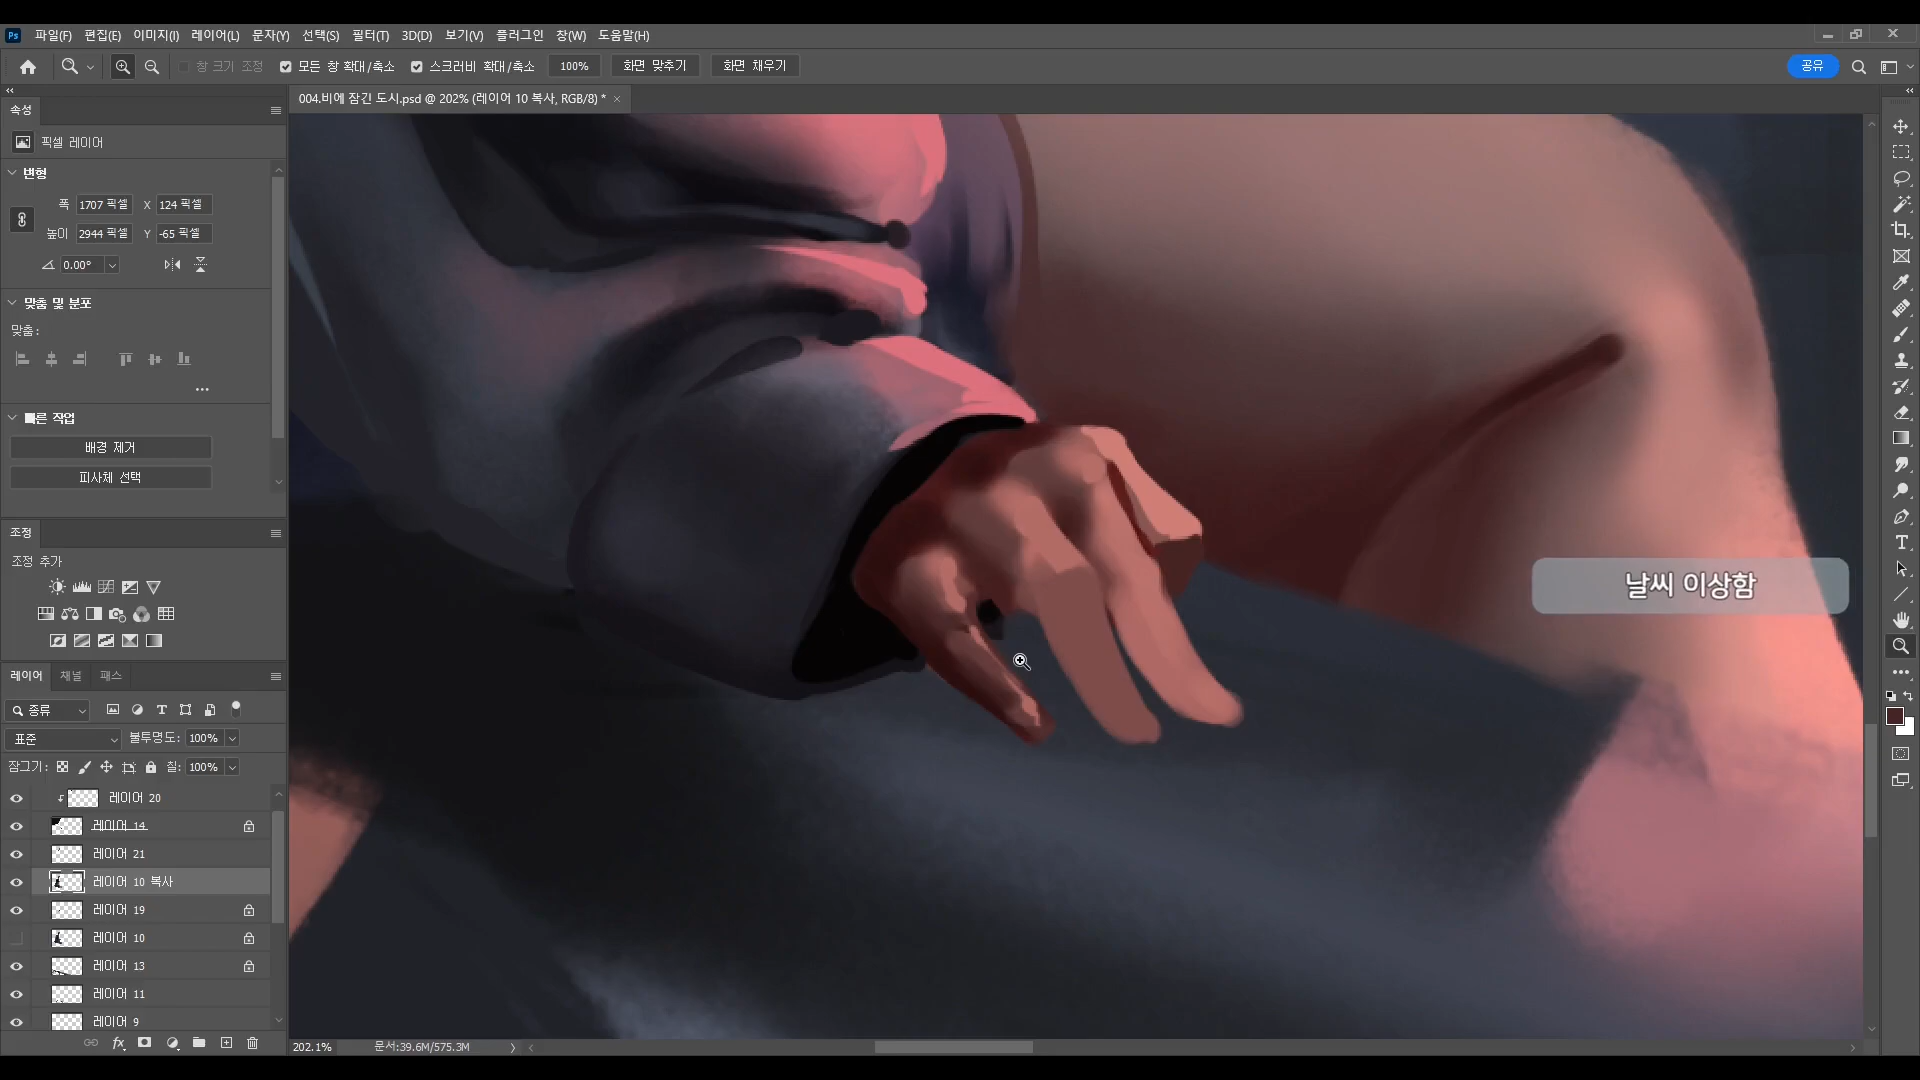 Ps 파일(F) 편집(E) 이미지(I) 레이어(L) 문자(Y) 선택(S) 필터(T) 3D(D) 보기(V) 플러그인 창(W) 도움말(H)
창 크기 조정 모든 창 확대/축소 스크러비 확대/축소 100% 화면 맞추기 화면 채우기 공유
004.비에 잠긴 도시.psd @ 202% (레이어 10 복사, RGB/8) *
속성
픽셀 레이어
변형
폭 1707 픽셀 X 124 픽셀
높이 2944 픽셀 Y -65 픽셀
0.00°
맞춤 및 분포
맞춤:
빠른 작업
배경 제거
피사체 선택
조정
조정 추가
레이어 채널 패스
종류
표준 불투명도: 100%
잠그기: 칠: 100%
레이어 20
레이어 14
레이어 21
레이어 10 복사
레이어 19
레이어 10
레이어 13
레이어 11
레이어 9
날씨 이상함
202.1% 문서:39.6M/575.3M